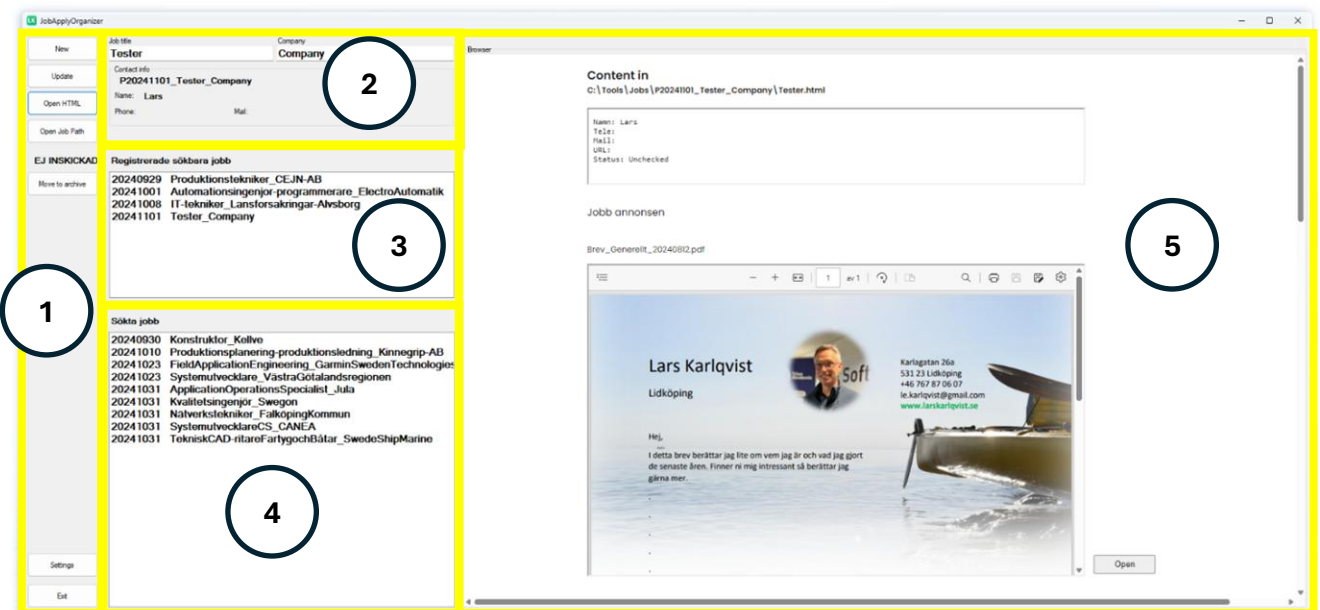 LK JobApplyOrganizer
New
Update
Open HTML
Open Job Path
EJ INSKICKAD
Move to archive
1
Settings
Exit
Job title
Company
Tester
Company
Contact info
P20241101_Tester_Company
Name: Lars
Phone:
Mail:
2
Registrerade sökbara jobb
20240929 Produktionstekniker_CEJN-AB
20241001 Automationsingenjor-programmerare_ElectroAutomatik
20241008 IT-tekniker_Lansforsakringar-Alvsborg
20241101 Tester_Company
3
Sökta jobb
20240930 Konstruktor_Kellve
20241010 Produktionsplanering-produktionsledning_Kinnegrip-AB
20241023 FieldApplicationEngineering_GarminSwedenTechnologies
20241023 Systemutvecklare_VästraGötalandsregionen
20241031 ApplicationOperationsSpecialist_Jula
20241031 Kvalitetsingenjör_Swegon
20241031 Nätverkstekniker_FalköpingKommun
20241031 SystemutvecklareCS_CANEA
20241031 TekniskCAD-ritareFartygochBåtar_SwedeShipMarine
4
Browser
Content in
C:\Tools\Jobs\P20241101_Tester_Company\Tester.html
Namn: Lars
Tele:
Mail:
URL:
Status: Unchecked
Jobb annonsen
5
Brev_Generellt_20240812.pdf
1 av 1
Lars Karlqvist
Lidköping
Soft
Karlagatan 26a
531 23 Lidköping
+46 767 87 06 07
le.karlqvist@gmail.com
www.larskarlqvist.se
Hej,
I detta brev berättar jag lite om vem jag är och vad jag gjort
de senaste åren. Finner ni mig intressant så berättar jag
gärna mer.
Open